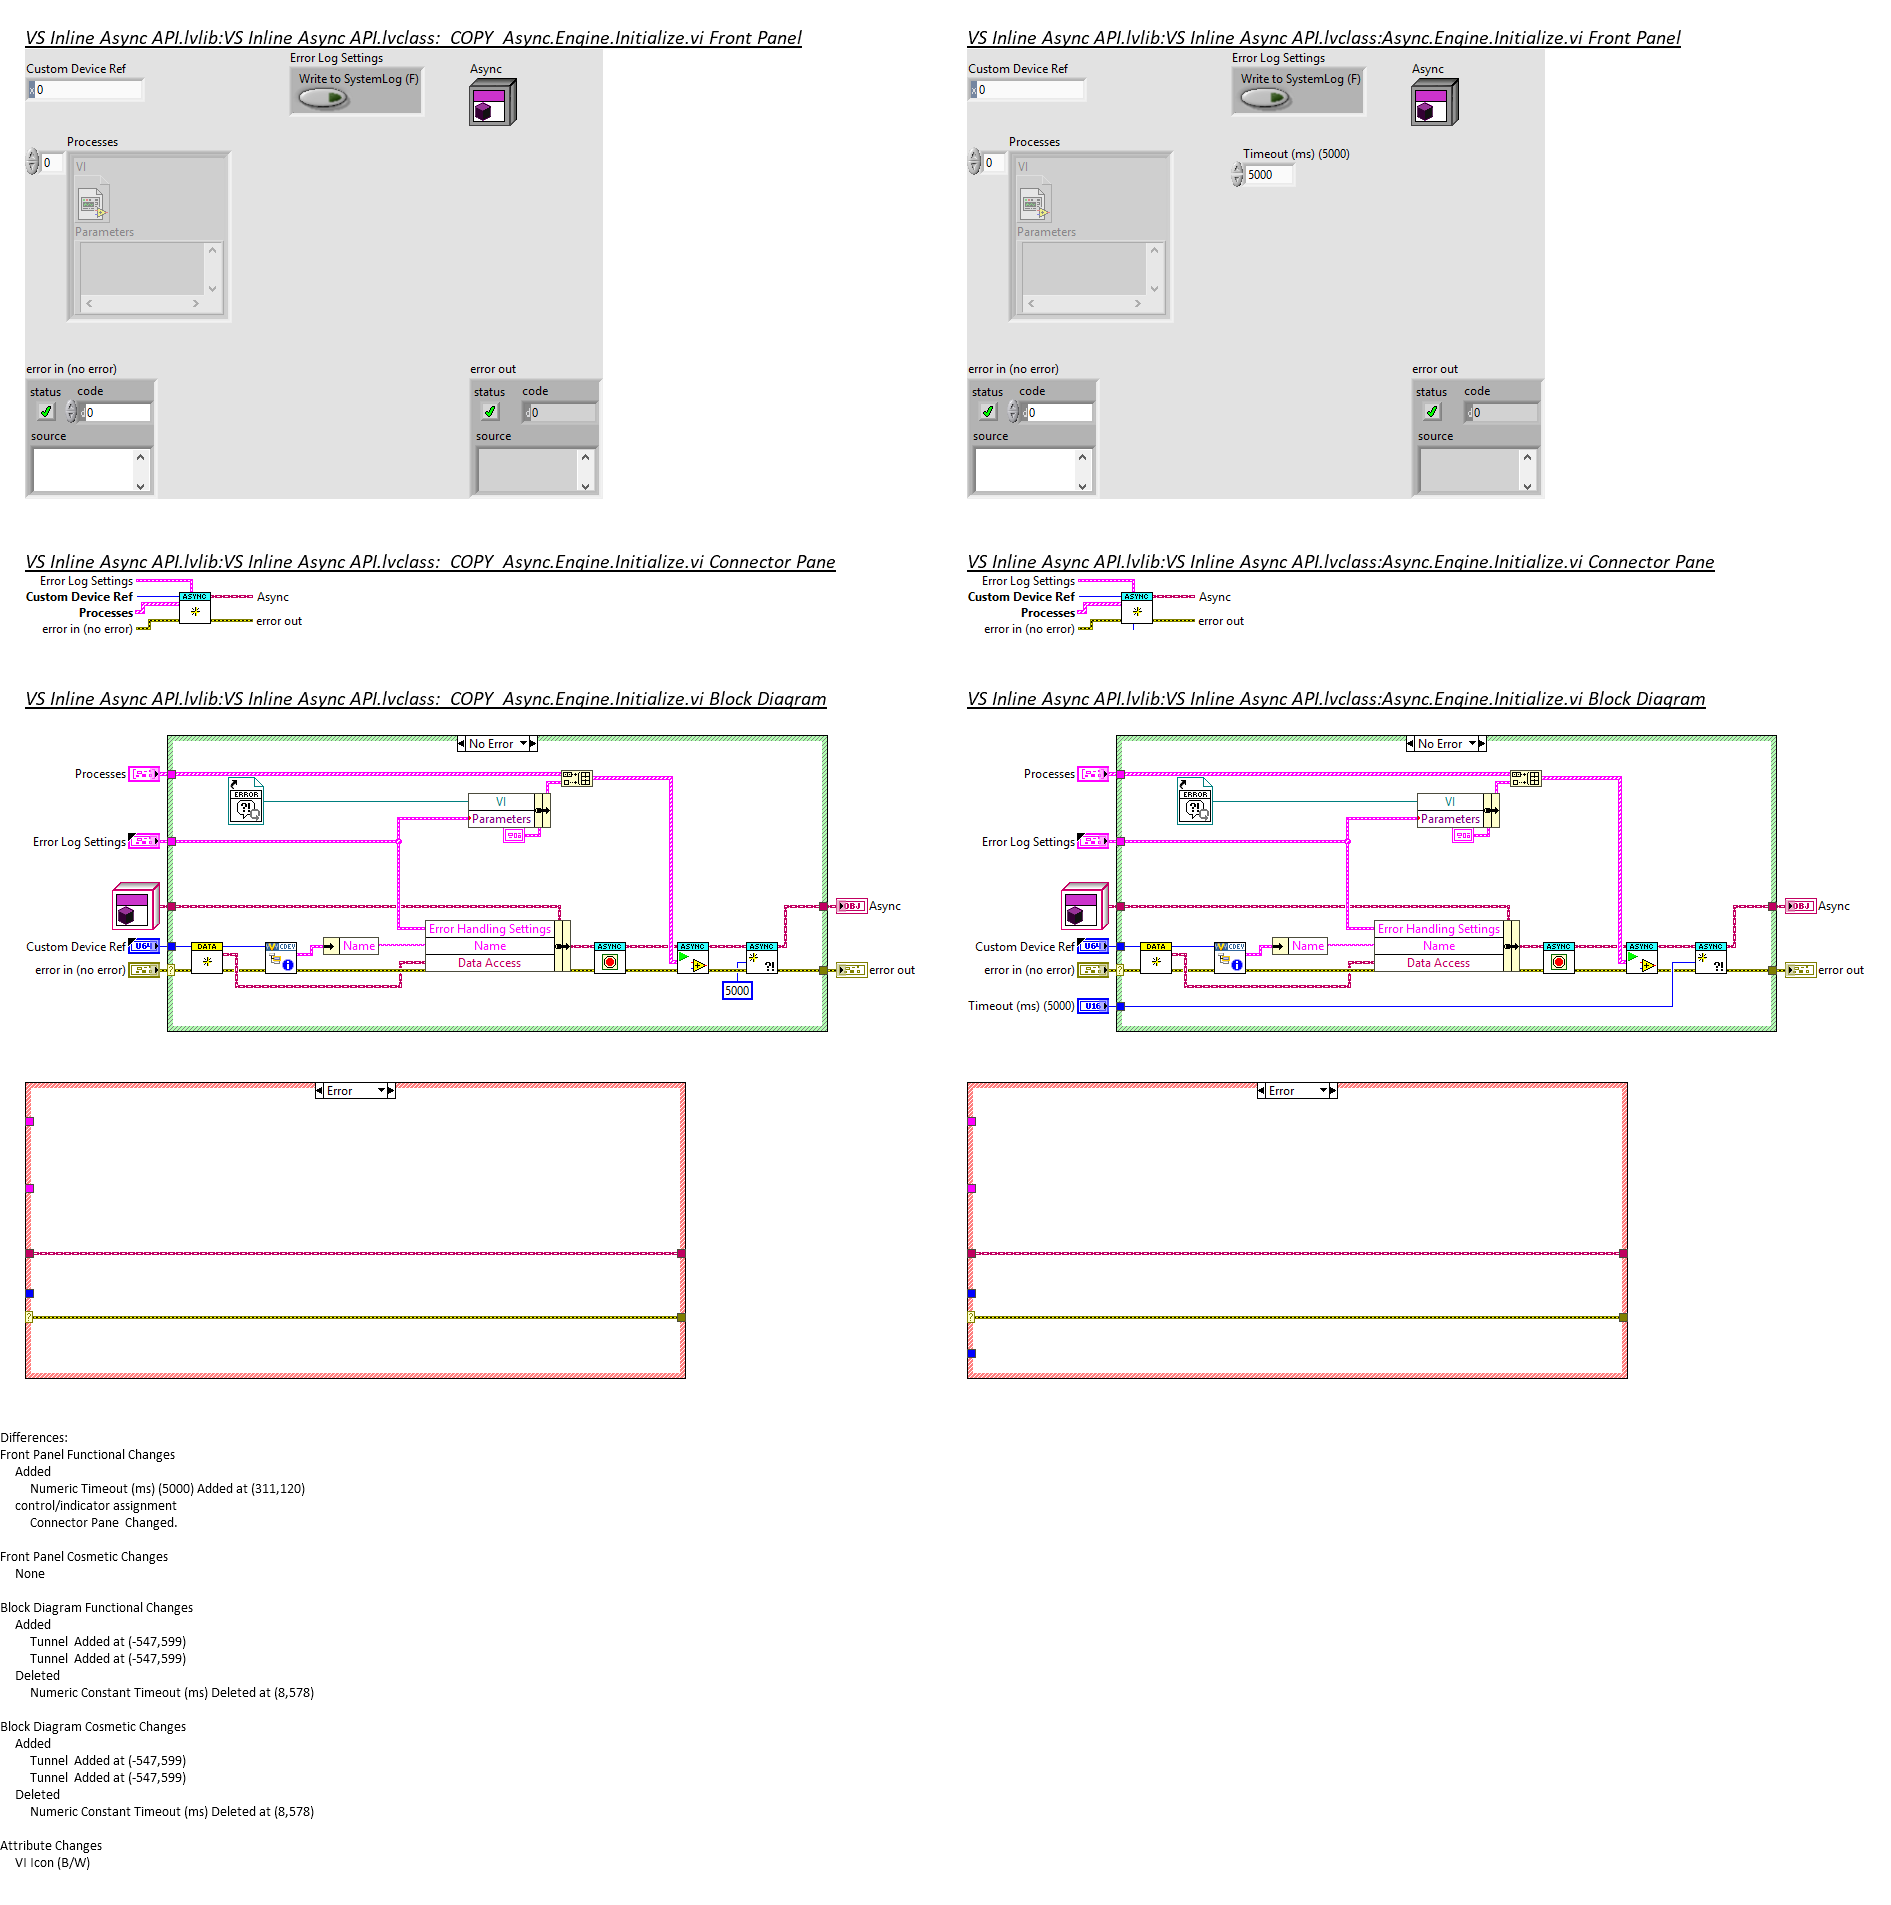 VS Inline Async API.lvlib:VS Inline Async API.lvclass:  COPY  Async.Engine.Initialize.vi Front Panel
Custom Device Ref
x 0
Error Log Settings
Write to SystemLog (F)
Async
Processes
0
VI
Parameters
error in (no error)
status
code
d 0
source
error out
status
code
d 0
source
VS Inline Async API.lvlib:VS Inline Async API.lvclass:Async.Engine.Initialize.vi Front Panel
Custom Device Ref
x 0
Error Log Settings
Write to SystemLog (F)
Async
Processes
0
VI
Parameters
Timeout (ms) (5000)
5000
error in (no error)
status
code
d 0
source
error out
status
code
d 0
source
VS Inline Async API.lvlib:VS Inline Async API.lvclass:  COPY  Async.Engine.Initialize.vi Connector Pane
Error Log Settings
Custom Device Ref
Processes
error in (no error)
ASYNC
Async
error out
VS Inline Async API.lvlib:VS Inline Async API.lvclass:Async.Engine.Initialize.vi Connector Pane
Error Log Settings
Custom Device Ref
Processes
error in (no error)
ASYNC
Async
error out
VS Inline Async API.lvlib:VS Inline Async API.lvclass:  COPY  Async.Engine.Initialize.vi Block Diagram
No Error
Processes
ERROR
?!
VI
Parameters
Error Log Settings
Error Handling Settings
Name
Data Access
Custom Device Ref
U64
DATA
CDEV
Name
ASYNC
ASYNC
ASYNC
?!
5000
OBJ
Async
error in (no error)
?
error out
VS Inline Async API.lvlib:VS Inline Async API.lvclass:Async.Engine.Initialize.vi Block Diagram
No Error
Processes
ERROR
?!
VI
Parameters
Error Log Settings
Error Handling Settings
Name
Data Access
Custom Device Ref
U64
DATA
CDEV
Name
ASYNC
ASYNC
ASYNC
?!
OBJ
Async
error in (no error)
?
error out
Timeout (ms) (5000)
U16
Error
?
Error
?
Differences:
Front Panel Functional Changes
Added
Numeric Timeout (ms) (5000) Added at (311,120)
control/indicator assignment
Connector Pane  Changed.
Front Panel Cosmetic Changes
None
Block Diagram Functional Changes
Added
Tunnel  Added at (-547,599)
Tunnel  Added at (-547,599)
Deleted
Numeric Constant Timeout (ms) Deleted at (8,578)
Block Diagram Cosmetic Changes
Added
Tunnel  Added at (-547,599)
Tunnel  Added at (-547,599)
Deleted
Numeric Constant Timeout (ms) Deleted at (8,578)
Attribute Changes
VI Icon (B/W)